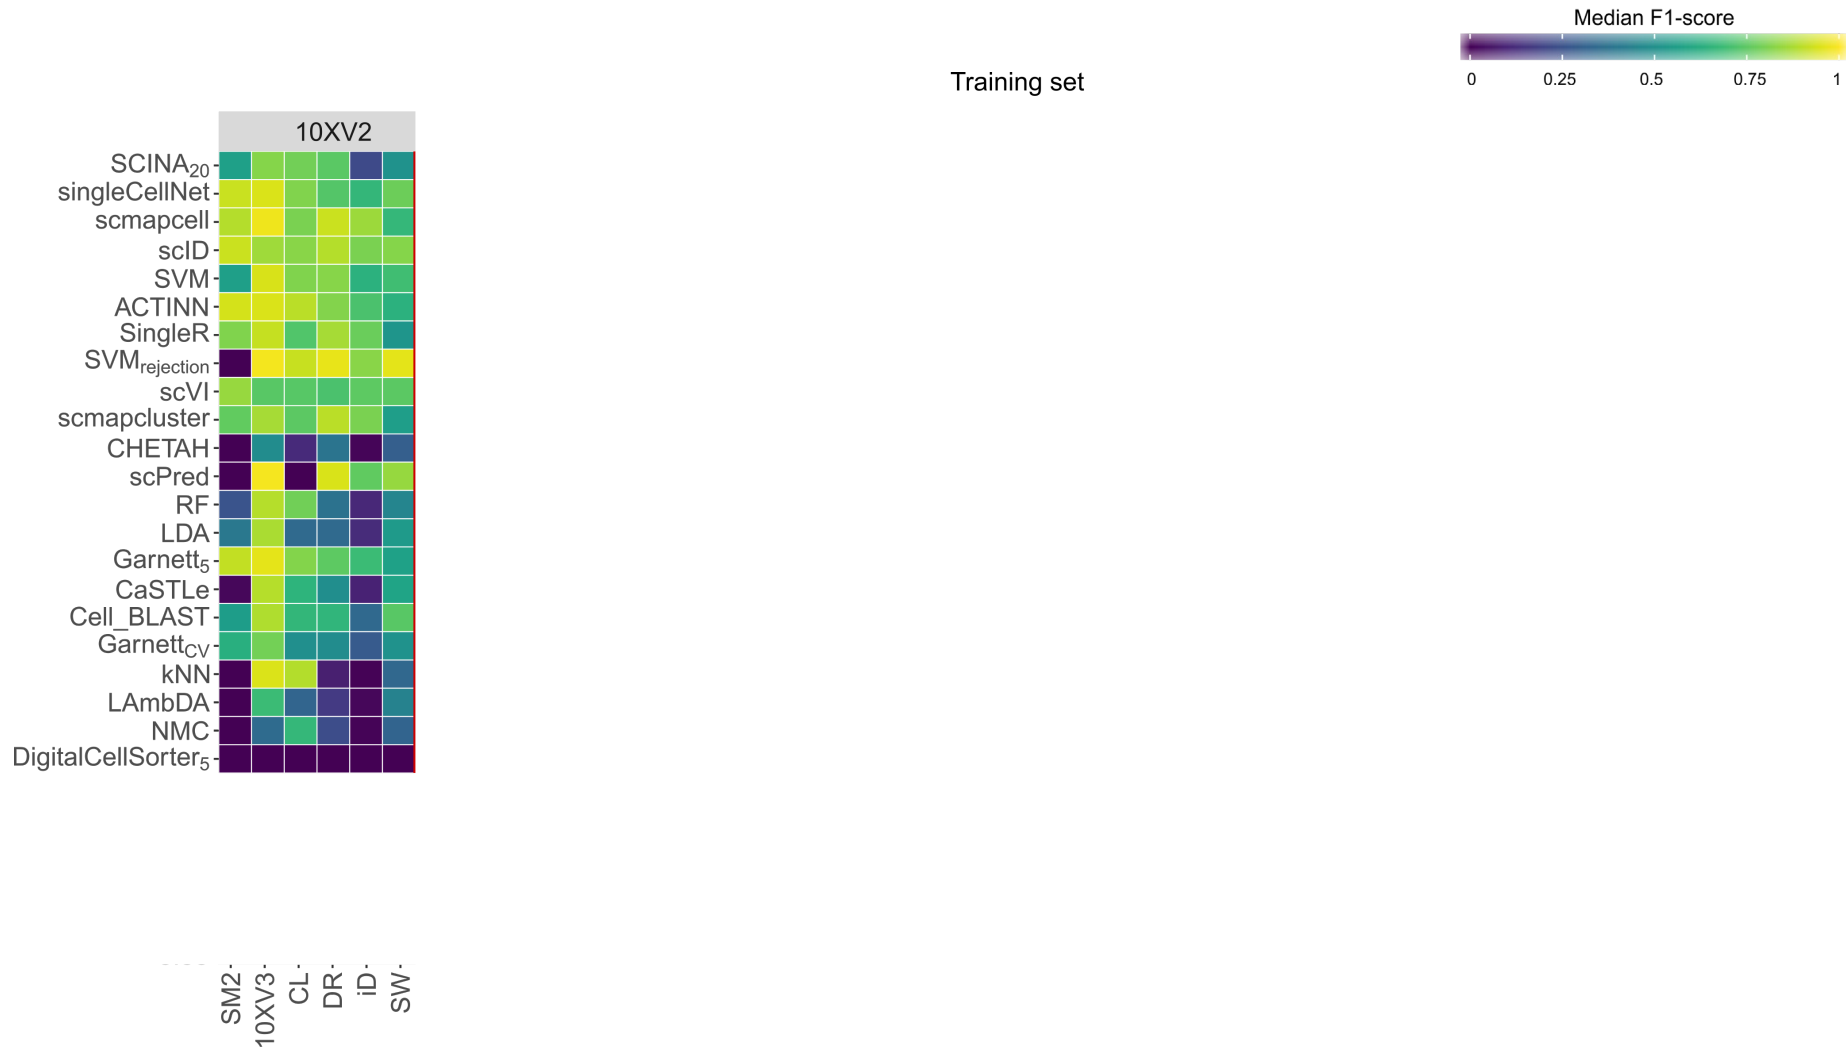 Median F1-score
0 0.25 0.5 0.75 1
Training set
10XV2
SCINA20
singleCellNet
scmapcell
scID
SVM
ACTINN
SingleR
SVMrejection
scVI
scmapcluster
CHETAH
scPred
RF
LDA
Garnett5
CaSTLe
Cell_BLAST
GarnettCV
kNN
LAmbDA
NMC
DigitalCellSorter5
SM2
10XV3
CL
DR
iD
SW